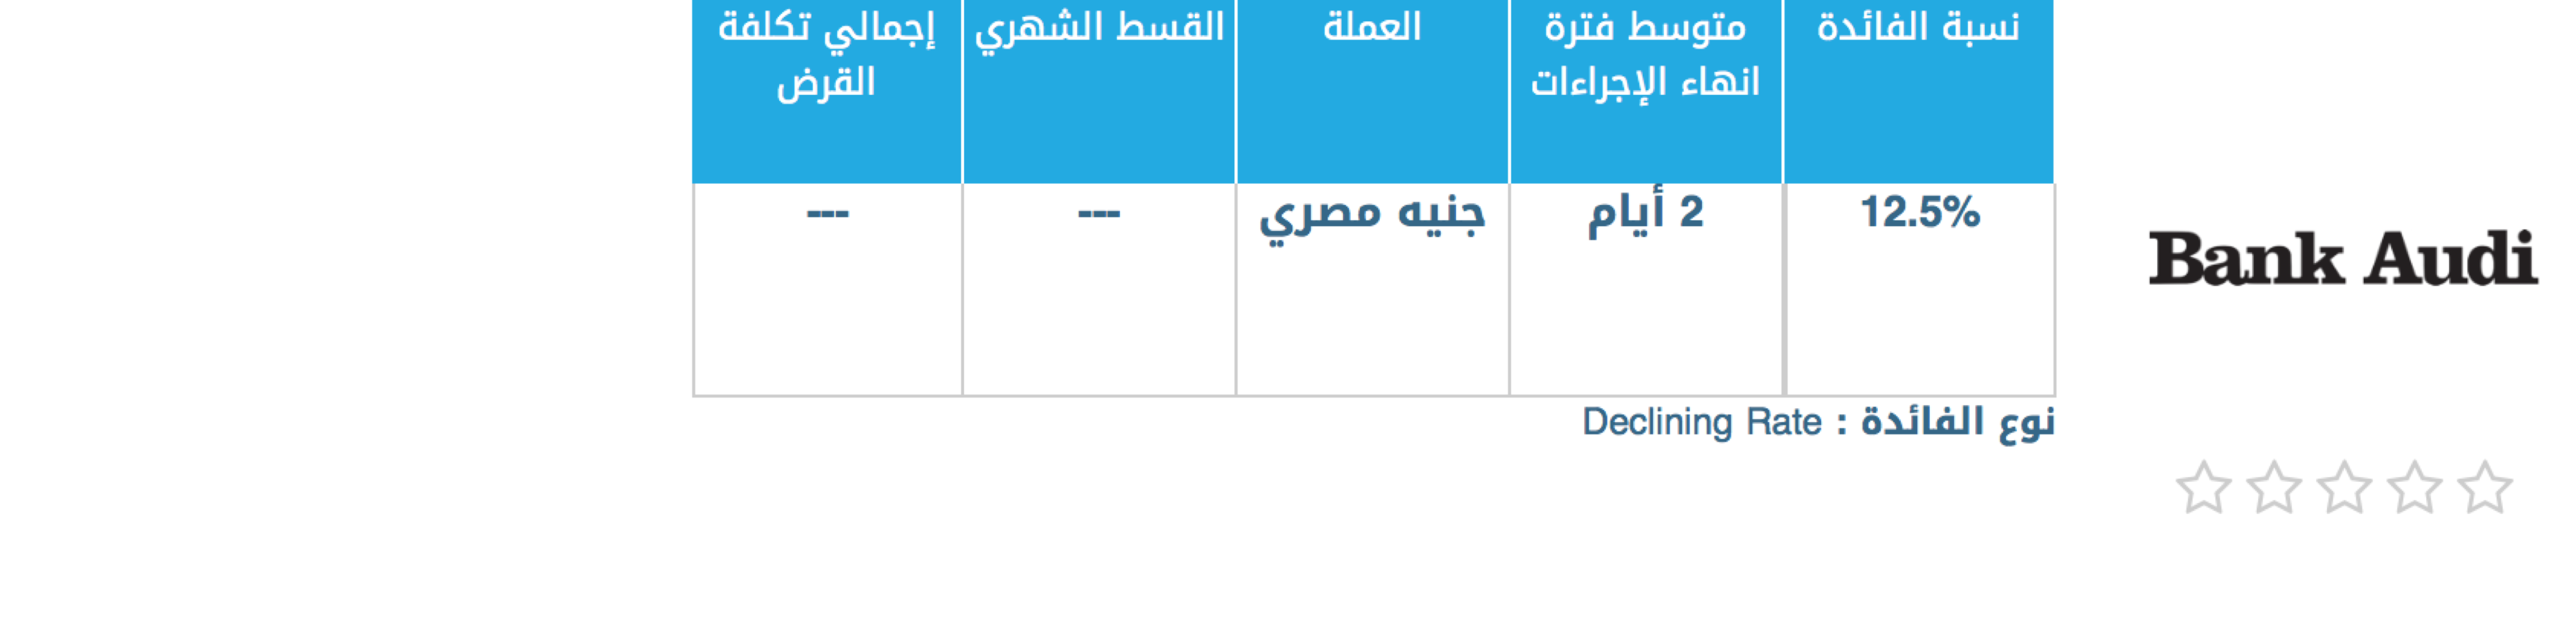 نسبة الفائدة
متوسط فترة
انهاء الإجراءات
العملة
القسط الشهري
إجمالي تكلفة
القرض
12.5%
2 أيام
جنيه مصري
---
---
نوع الفائدة : Declining Rate
Bank Audi